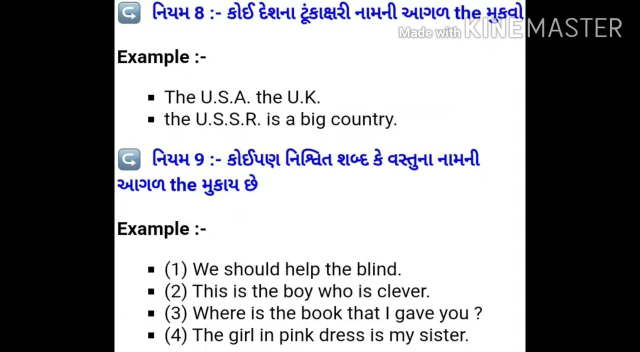 નિયમ 8 :- કોઈ દેશના ટૂંકાક્ષરી નામની આગળ the મુકવો
Made with KINEMASTER
Example :-
The U.S.A. the U.K.
the U.S.S.R. is a big country.
નિયમ 9 :- કોઈપણ નિશ્ચિત શબ્દ કે વસ્તુના નામની
આગળ the મુકાય છે
Example :-
(1) We should help the blind.
(2) This is the boy who is clever.
(3) Where is the book that I gave you ?
(4) The girl in pink dress is my sister.